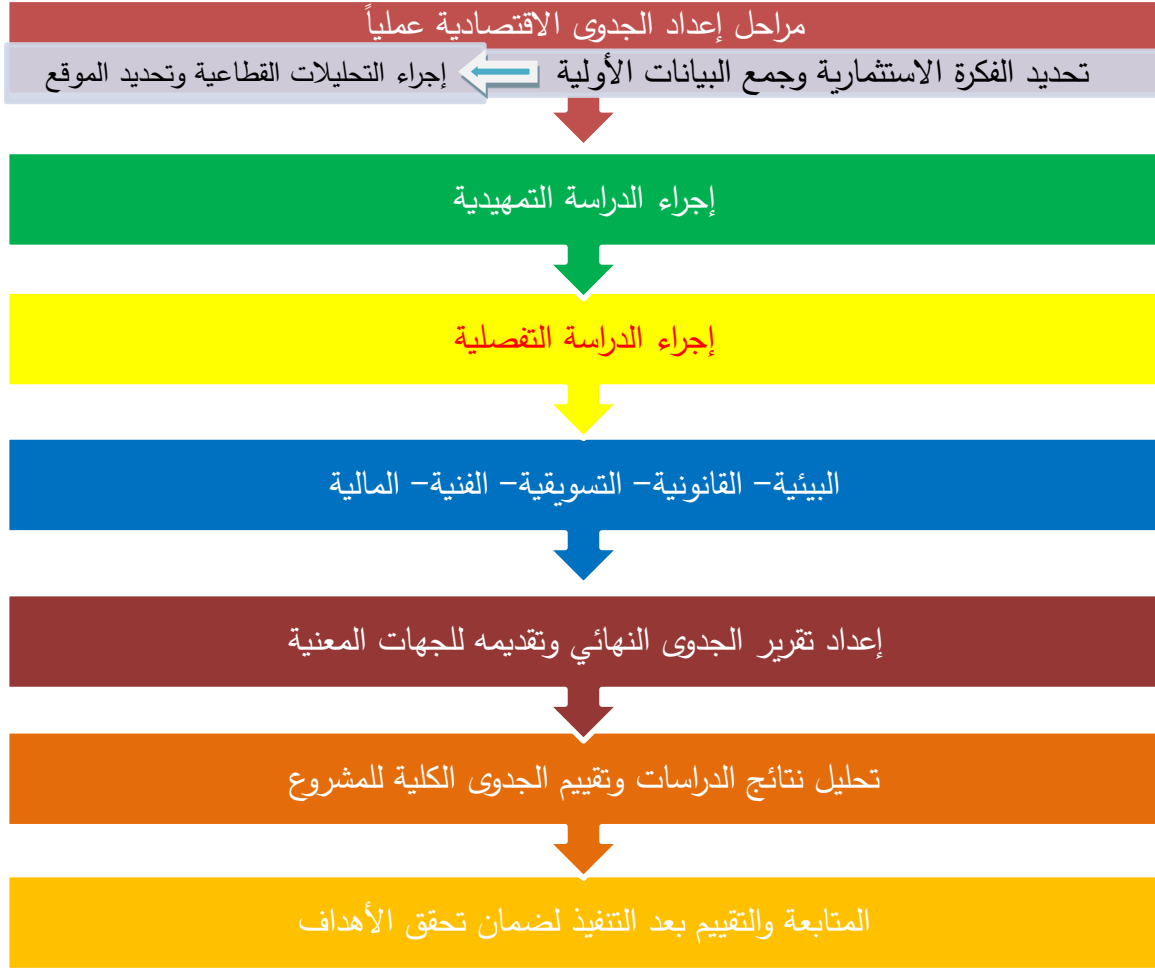 مراحل إعداد الجدوى الاقتصادية عملياً
تحديد الفكرة الاستثمارية وجمع البيانات الأولية
إجراء التحليلات القطاعية وتحديد الموقع
إجراء الدراسة التمهيدية
إجراء الدراسة التفصلية
البيئية– القانونية– التسويقية– الفنية– المالية
إعداد تقرير الجدوى النهائي وتقديمه للجهات المعنية
تحليل نتائج الدراسات وتقييم الجدوى الكلية للمشروع
المتابعة والتقييم بعد التنفيذ لضمان تحقق الأهداف